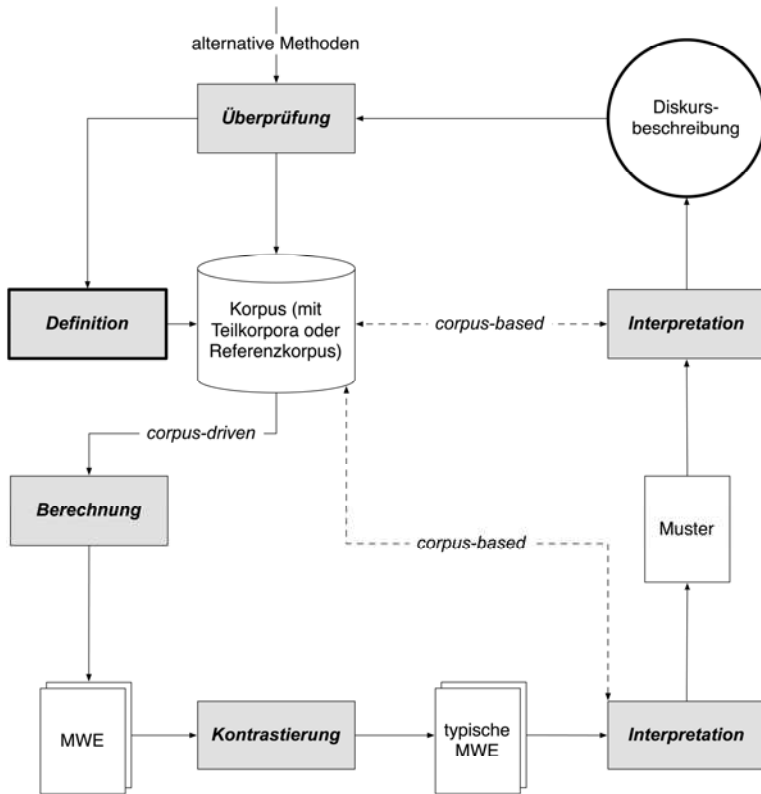 alternative Methoden
Überprüfung
Diskurs-
beschreibung
Definition
Korpus (mit
Teilkorpora oder
Referenzkorpus)
corpus-based
Interpretation
corpus-driven
Berechnung
corpus-based
Muster
MWE
Kontrastierung
typische
MWE
Interpretation